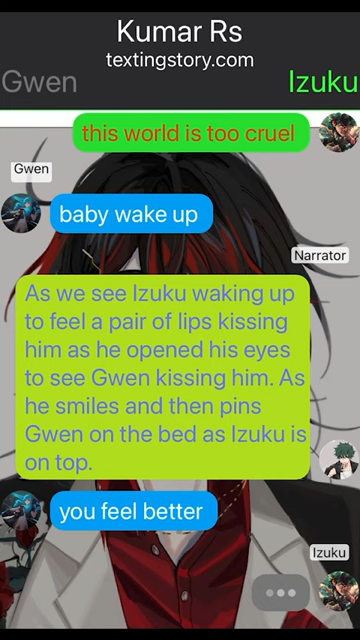 Kumar Rs
textingstory.com
Gwen
Izuku
this world is too cruel
Gwen
baby wake up
Narrator
As we see Izuku waking up
to feel a pair of lips kissing
him as he opened his eyes
to see Gwen kissing him. As
he smiles and then pins
Gwen on the bed as Izuku is
on top.
you feel better
Izuku